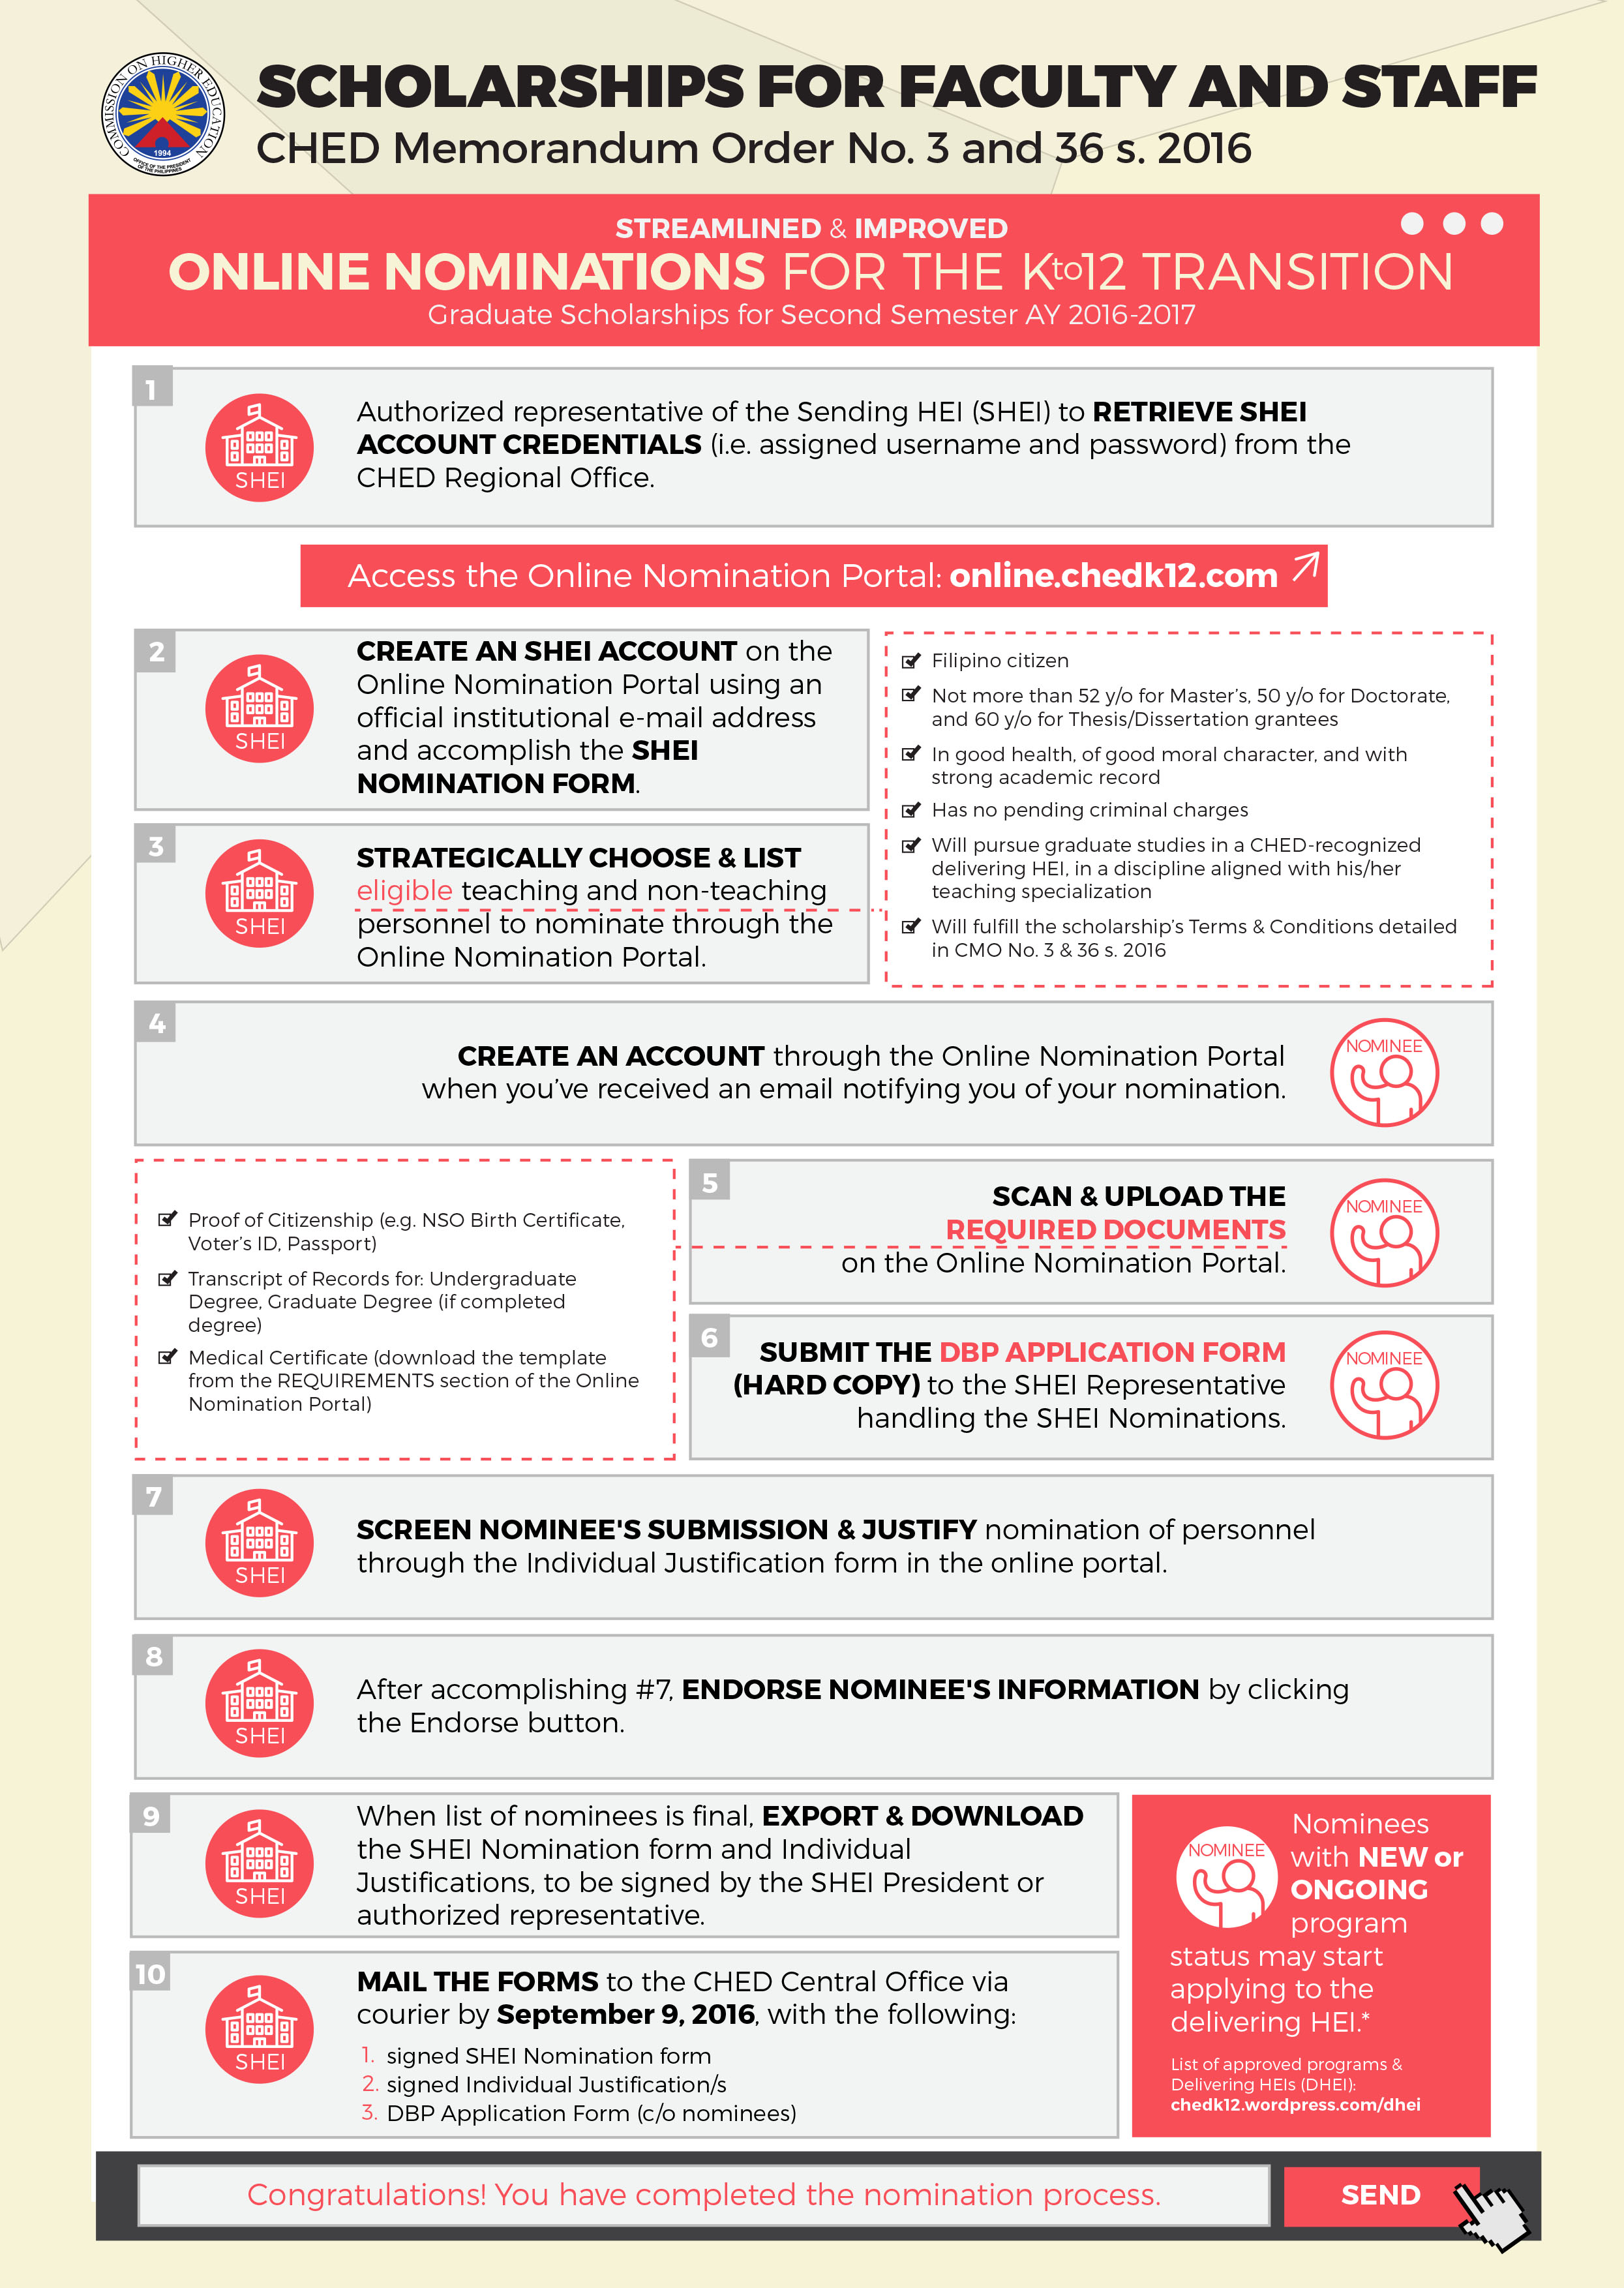 COMMISSION ON HIGHER EDUCATION
1994
OFFICE OF THE PRESIDENT
OF THE PHILIPPINES
SCHOLARSHIPS FOR FACULTY AND STAFF
CHED Memorandum Order No. 3 and 36 s. 2016
STREAMLINED & IMPROVED
ONLINE NOMINATIONS FOR THE Kto12 TRANSITION
Graduate Scholarships for Second Semester AY 2016-2017
1
SHEI
Authorized representative of the Sending HEI (SHEI) to RETRIEVE SHEI
ACCOUNT CREDENTIALS (i.e. assigned username and password) from the
CHED Regional Office.
Access the Online Nomination Portal: online.chedk12.com
2
SHEI
CREATE AN SHEI ACCOUNT on the
Online Nomination Portal using an
official institutional e-mail address
and accomplish the SHEI
NOMINATION FORM.
3
SHEI
STRATEGICALLY CHOOSE & LIST
eligible teaching and non-teaching
personnel to nominate through the
Online Nomination Portal.
Filipino citizen
Not more than 52 y/o for Master's, 50 y/o for Doctorate,
and 60 y/o for Thesis/Dissertation grantees
In good health, of good moral character, and with
strong academic record
Has no pending criminal charges
Will pursue graduate studies in a CHED-recognized
delivering HEI, in a discipline aligned with his/her
teaching specialization
Will fulfill the scholarship's Terms & Conditions detailed
in CMO No. 3 & 36 s. 2016
4
CREATE AN ACCOUNT through the Online Nomination Portal
when you've received an email notifying you of your nomination.
NOMINEE
Proof of Citizenship (e.g. NSO Birth Certificate,
Voter's ID, Passport)
Transcript of Records for: Undergraduate
Degree, Graduate Degree (if completed
degree)
Medical Certificate (download the template
from the REQUIREMENTS section of the Online
Nomination Portal)
5
SCAN & UPLOAD THE
REQUIRED DOCUMENTS
on the Online Nomination Portal.
NOMINEE
6
SUBMIT THE DBP APPLICATION FORM
(HARD COPY) to the SHEI Representative
handling the SHEI Nominations.
NOMINEE
7
SHEI
SCREEN NOMINEE'S SUBMISSION & JUSTIFY nomination of personnel
through the Individual Justification form in the online portal.
8
SHEI
After accomplishing #7, ENDORSE NOMINEE'S INFORMATION by clicking
the Endorse button.
9
SHEI
When list of nominees is final, EXPORT & DOWNLOAD
the SHEI Nomination form and Individual
Justifications, to be signed by the SHEI President or
authorized representative.
10
SHEI
MAIL THE FORMS to the CHED Central Office via
courier by September 9, 2016, with the following:
1. signed SHEI Nomination form
2. signed Individual Justification/s
3. DBP Application Form (c/o nominees)
NOMINEE
Nominees
with NEW or
ONGOING
program
status may start
applying to the
delivering HEI.*
List of approved programs &
Delivering HEIs (DHEI):
chedk12.wordpress.com/dhei
Congratulations! You have completed the nomination process.
SEND